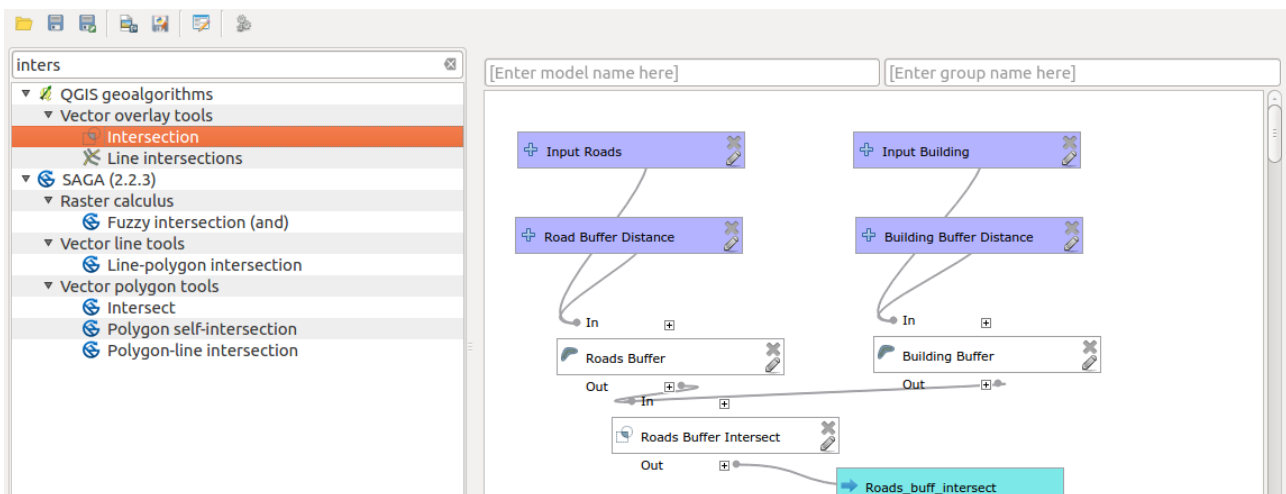 inters
QGIS geoalgorithms
Vector overlay tools
Intersection
Line intersections
SAGA (2.2.3)
Raster calculus
Fuzzy intersection (and)
Vector line tools
Line-polygon intersection
Vector polygon tools
Intersect
Polygon self-intersection
Polygon-line intersection
[Enter model name here]
[Enter group name here]
Input Roads
Input Building
Road Buffer Distance
Building Buffer Distance
In
In
Roads Buffer
Building Buffer
Out
Out
In
Roads Buffer Intersect
Out
Roads_buff_intersect